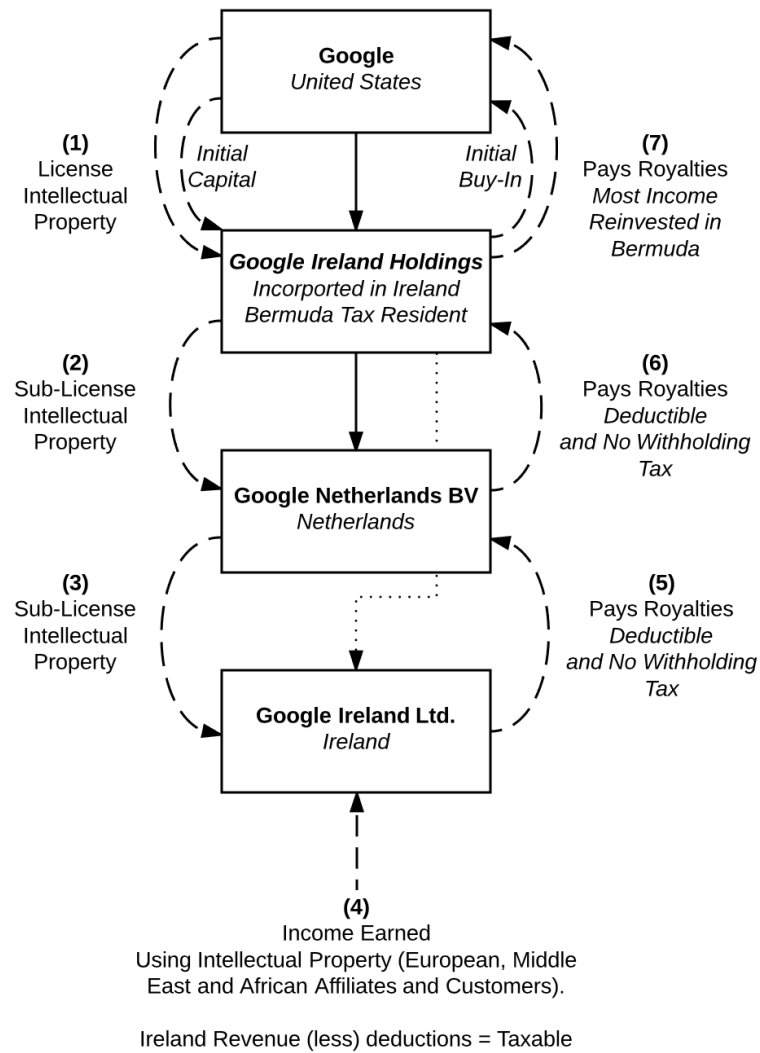 Google
United States
(1)
License
Intellectual
Property
Initial
Capital
Initial
Buy-In
(7)
Pays Royalties
Most Income
Reinvested in
Bermuda
Google Ireland Holdings
Incorported in Ireland
Bermuda Tax Resident
(2)
Sub-License
Intellectual
Property
(6)
Pays Royalties
Deductible
and No Withholding
Tax
Google Netherlands BV
Netherlands
(3)
Sub-License
Intellectual
Property
(5)
Pays Royalties
Deductible
and No Withholding
Tax
Google Ireland Ltd.
Ireland
(4)
Income Earned
Using Intellectual Property (European, Middle
East and African Affiliates and Customers).
Ireland Revenue (less) deductions = Taxable